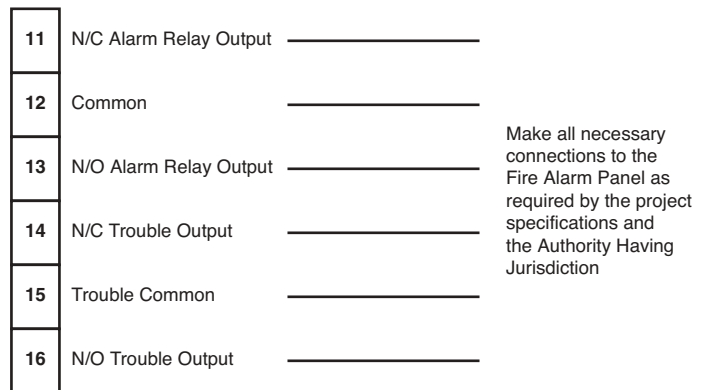 11 N/C Alarm Relay Output
12 Common
13 N/O Alarm Relay Output
14 N/C Trouble Output
15 Trouble Common
16 N/O Trouble Output
Make all necessary
connections to the
Fire Alarm Panel as
required by the project
specifications and
the Authority Having
Jurisdiction